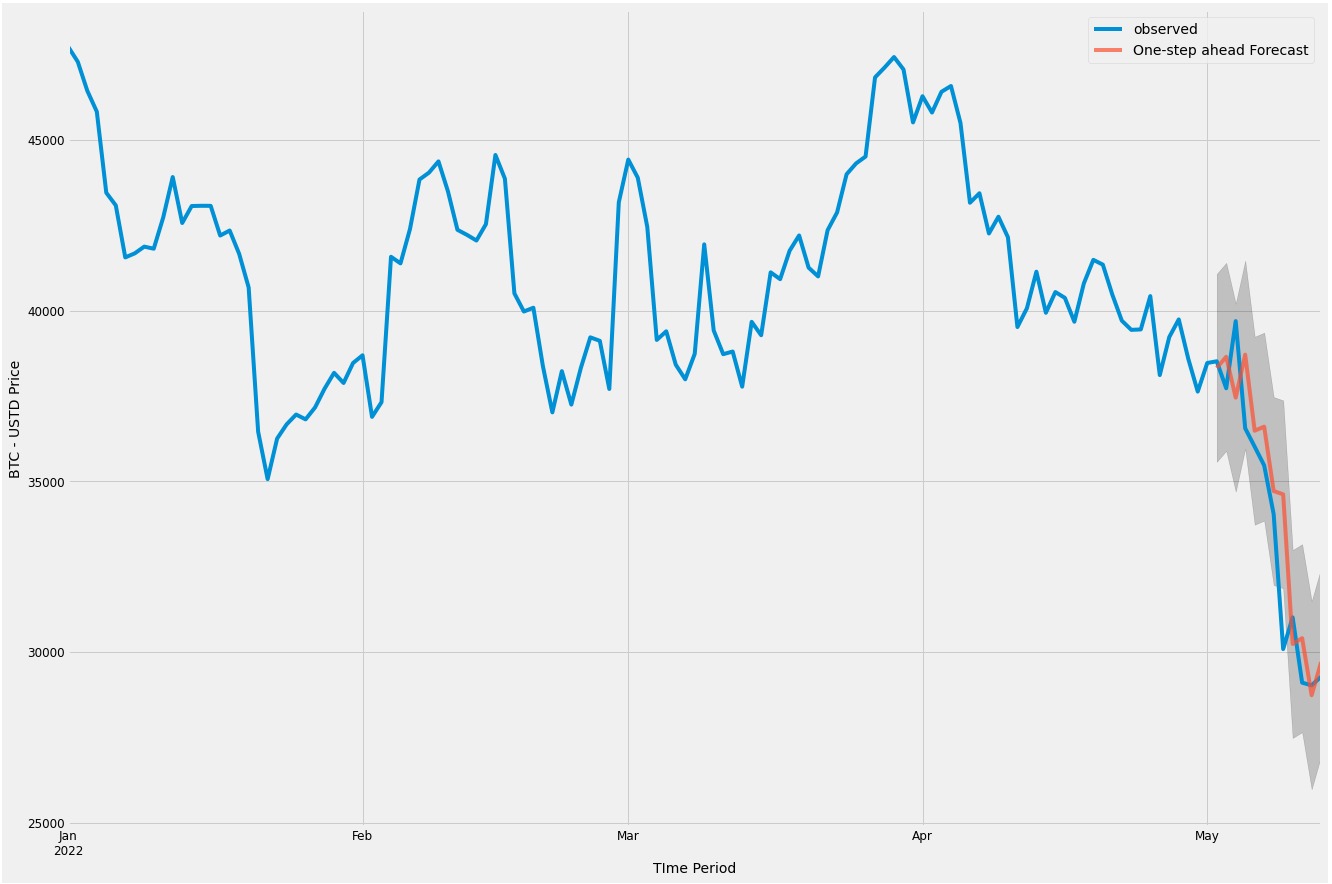 observed
One-step ahead Forecast
45000
40000
35000
30000
25000
BTC - USTD Price
Jan
2022
Feb
Mar
Apr
May
TIme Period